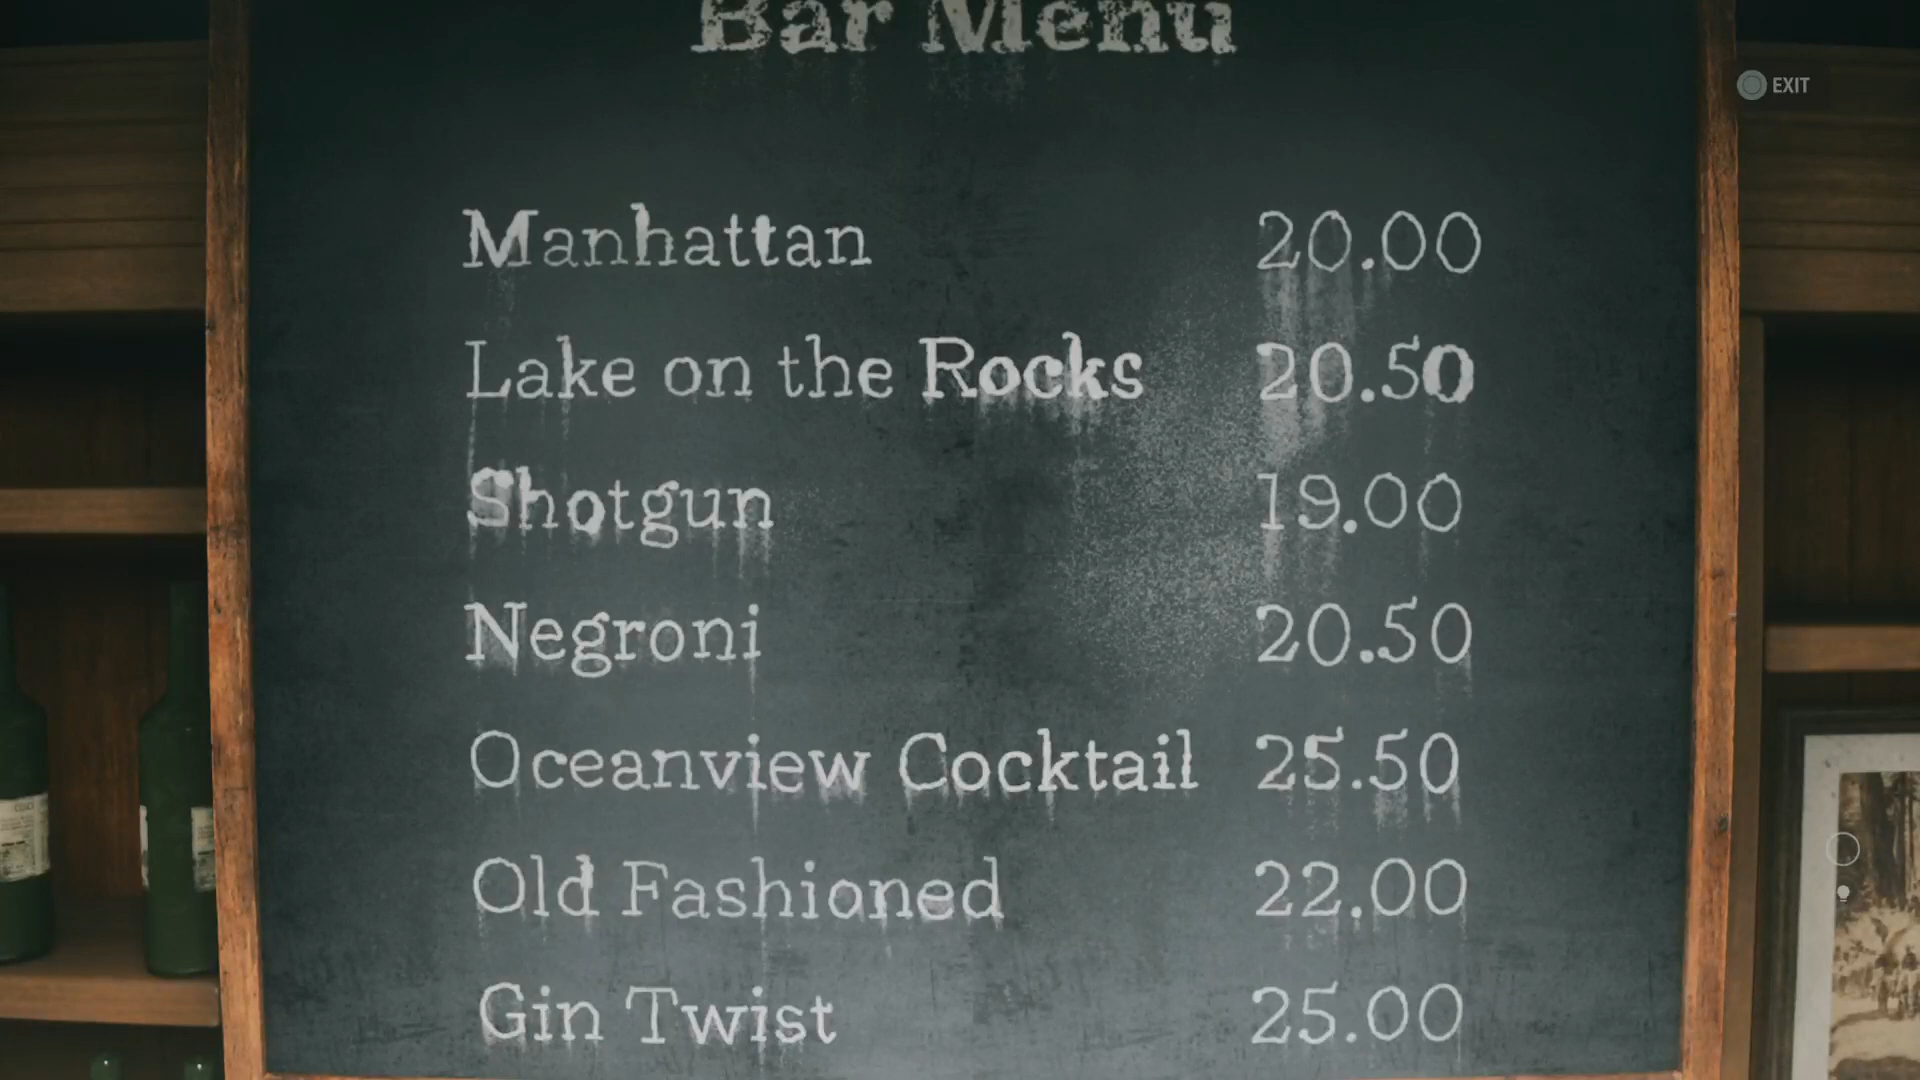 Bar Menu
EXIT
Manhattan 20.00
Lake on the Rocks 20.50
Shotgun 19.00
Negroni 20.50
Oceanview Cocktail 25.50
Old Fashioned 22.00
Gin Twist 25.00